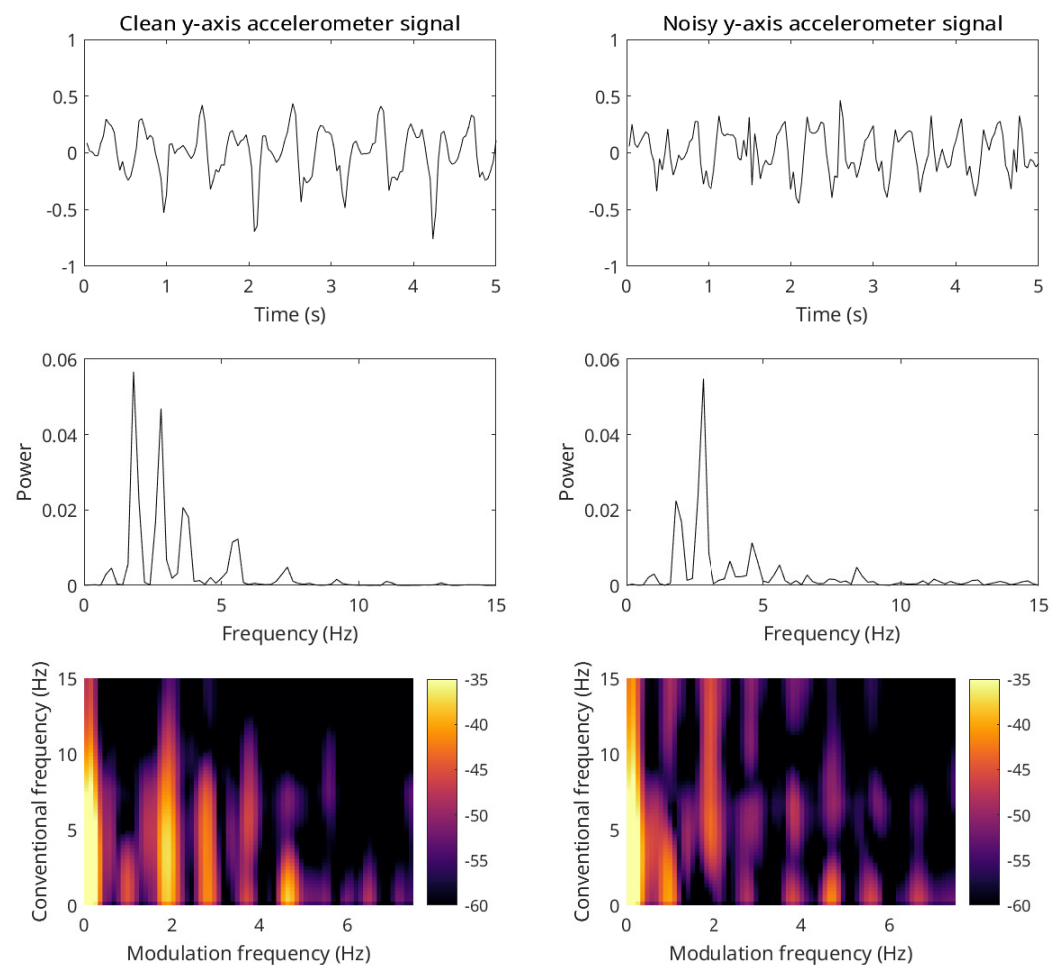 Clean y-axis accelerometer signal
1
0.5
0
-0.5
-1
0 1 2 3 4 5
Time (s)
Noisy y-axis accelerometer signal
1
0.5
0
-0.5
-1
0 1 2 3 4 5
Time (s)
Power
0.06
0.04
0.02
0
0 5 10 15
Frequency (Hz)
Power
0.06
0.04
0.02
0
0 5 10 15
Frequency (Hz)
Conventional frequency (Hz)
15
10
5
0
0 2 4 6
Modulation frequency (Hz)
-35
-40
-45
-50
-55
-60
Conventional frequency (Hz)
15
10
5
0
0 2 4 6
Modulation frequency (Hz)
-35
-40
-45
-50
-55
-60